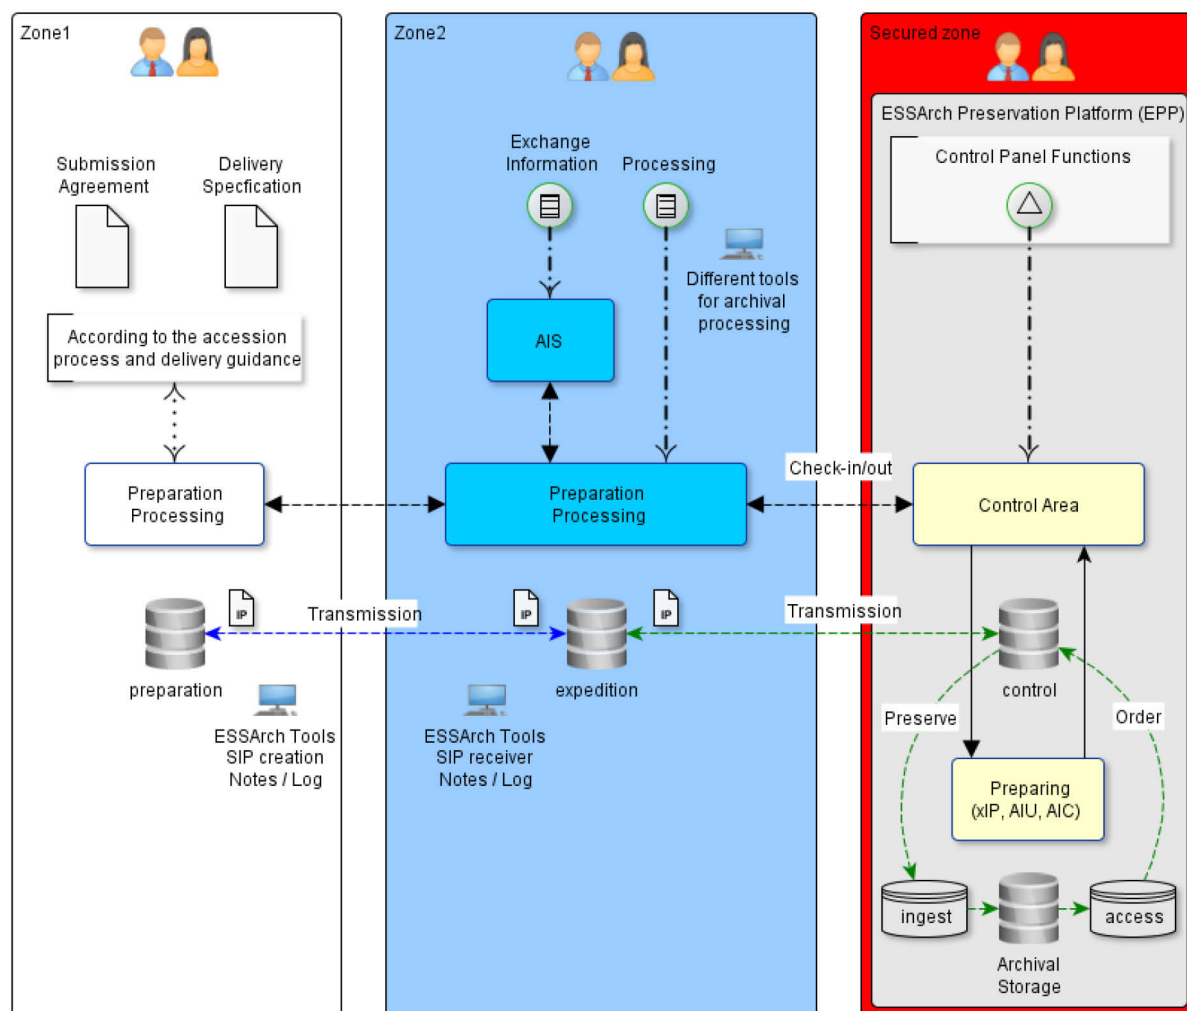 Zone1
Submission
Agreement
Delivery
Specfication
According to the accession
process and delivery guidance
Preparation
Processing
IP
Transmission
preparation
ESSArch Tools
SIP creation
Notes / Log
Zone2
Exchange
Information
Processing
Different tools
for archival
processing
AIS
Preparation
Processing
Check-in/out
IP
IP
Transmission
expedition
ESSArch Tools
SIP receiver
Notes / Log
Secured zone
ESSArch Preservation Platform (EPP)
Control Panel Functions
Control Area
control
Preserve
Order
Preparing
(xIP, AIU, AIC)
ingest
access
Archival
Storage